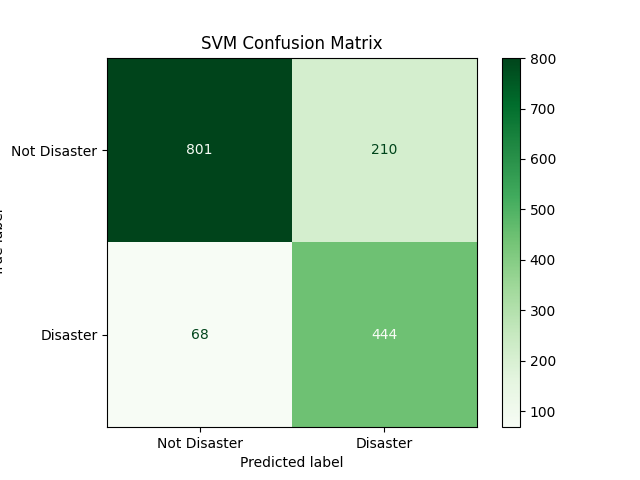 SVM Confusion Matrix
Not Disaster
801
210
Disaster
68
444
Not Disaster
Disaster
Predicted label
800
700
600
500
400
300
200
100